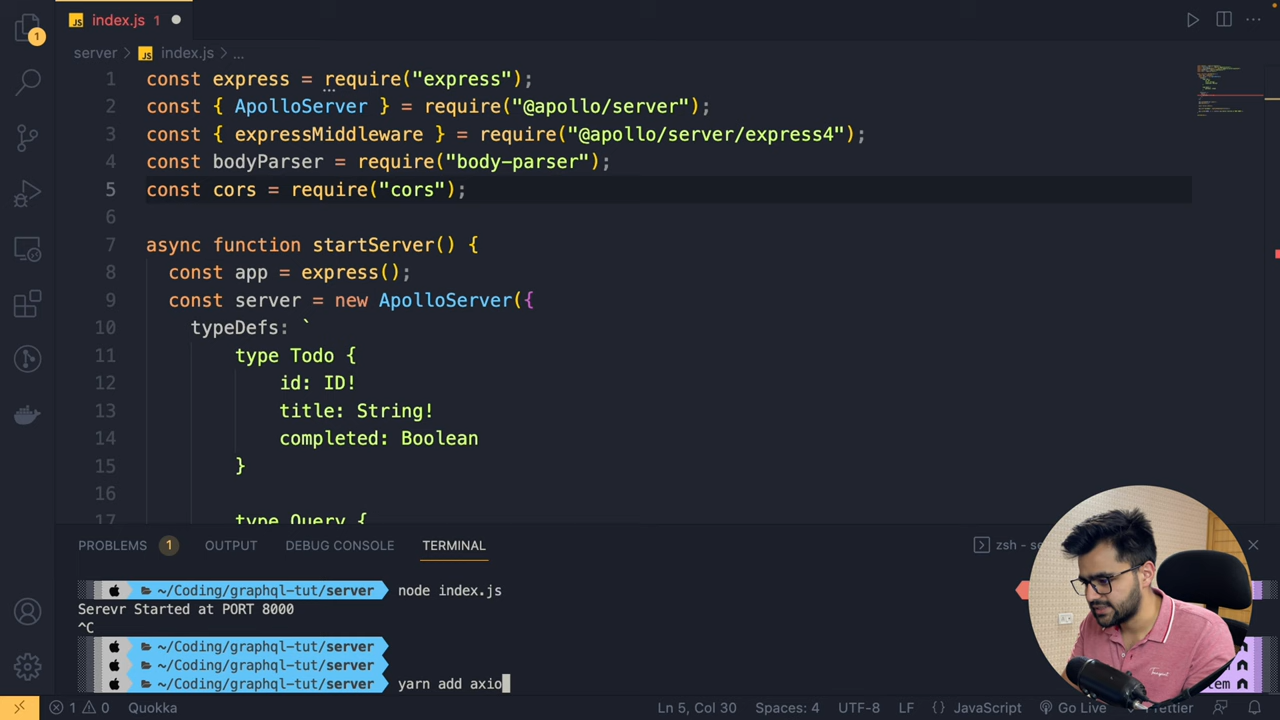 JS index.js 1
server > JS index.js > ...
1 const express = require("express");
2 const { ApolloServer } = require("@apollo/server");
3 const { expressMiddleware } = require("@apollo/server/express4");
4 const bodyParser = require("body-parser");
5 const cors = require("cors");
6
7 async function startServer() {
8 const app = express();
9 const server = new ApolloServer({
10 typeDefs: `
11 type Todo {
12 id: ID!
13 title: String!
14 completed: Boolean
15 }
16
17 type Query {
PROBLEMS 1 OUTPUT DEBUG CONSOLE TERMINAL zsh
~/Coding/graphql-tut/server node index.js
Serevr Started at PORT 8000
^C
~/Coding/graphql-tut/server
~/Coding/graphql-tut/server
~/Coding/graphql-tut/server yarn add axio
1 0 Quokka Ln 5, Col 30 Spaces: 4 UTF-8 LF {} JavaScript Go Live Prettier